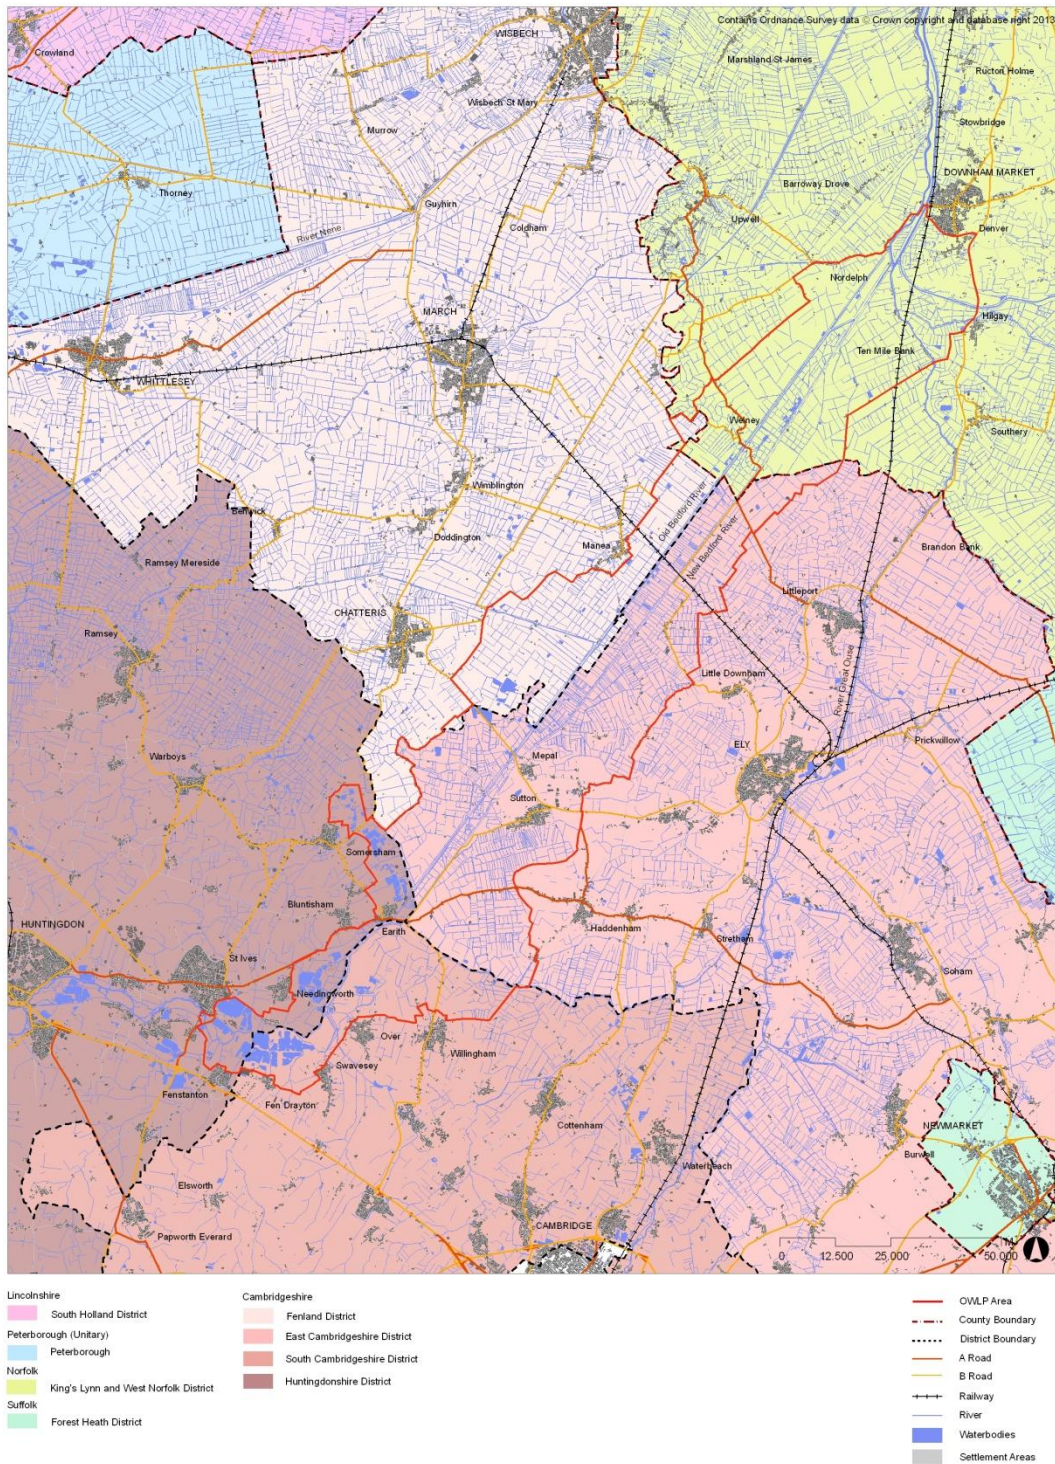 Contains Ordnance Survey data © Crown copyright and database right 2013
WISBECH
Crowland
Marshland St James
Ructon Holme
Wisbech St Mary
Stowbridge
Murrow
DOWNHAM MARKET
Thorney
Barroway Drove
Guyhirn
Upwell
Coldham
Denver
River Nene
Nordelph
MARCH
Hilgay
Ten Mile Bank
WHITTLESEY
Welney
Southery
Wimblington
Old Bedford River
Benwick
New Bedford River
Doddington
Manea
Brandon Bank
Ramsey Mereside
Littleport
CHATTERIS
Ramsey
River Great Ouse
Little Downham
ELY
Prickwillow
Warboys
Mepal
Sutton
Somersham
Bluntisham
HUNTINGDON
Earith
Haddenham
Stretham
St Ives
Soham
Needingworth
Over
Willingham
Swavesey
Fenstanton
Fen Drayton
Cottenham
NEWMARKET
Burwell
Waterbeach
Elsworth
CAMBRIDGE
Papworth Everard
M
0 12,500 25,000 50,000
Lincolnshire
South Holland District
Peterborough (Unitary)
Peterborough
Norfolk
King's Lynn and West Norfolk District
Suffolk
Forest Heath District
Cambridgeshire
Fenland District
East Cambridgeshire District
South Cambridgeshire District
Huntingdonshire District
OWLP Area
County Boundary
District Boundary
A Road
B Road
Railway
River
Waterbodies
Settlement Areas